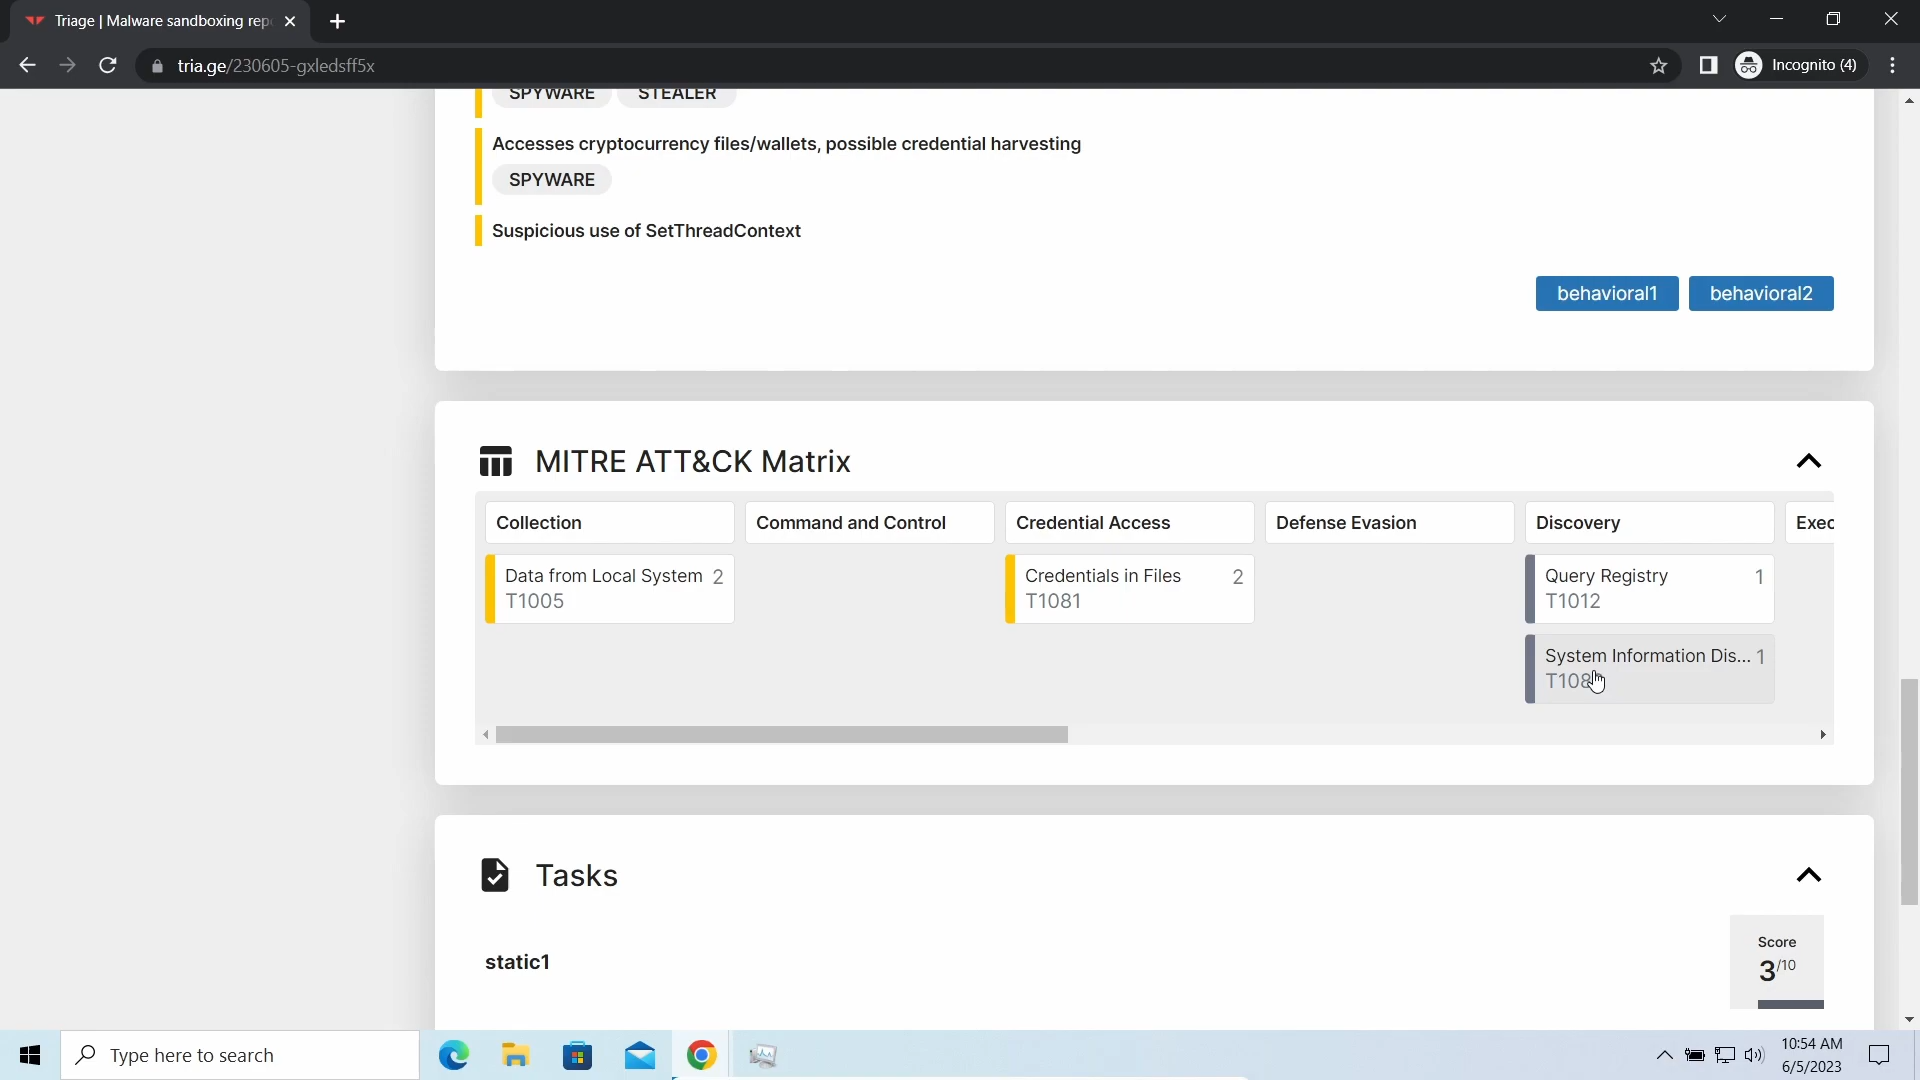 Triage | Malware sandboxing rep
tria.ge/230605-gxledsff5x
Incognito (4)
SPYWARE STEALER
Accesses cryptocurrency files/wallets, possible credential harvesting
SPYWARE
Suspicious use of SetThreadContext
behavioral1 behavioral2
MITRE ATT&CK Matrix
Collection Command and Control Credential Access Defense Evasion Discovery Exec
Data from Local System 2 Credentials in Files 2 Query Registry 1
T1005 T1081 T1012
System Information Dis... 1
T108
Tasks
Score
static1
3/10
Type here to search
10:54 AM
6/5/2023